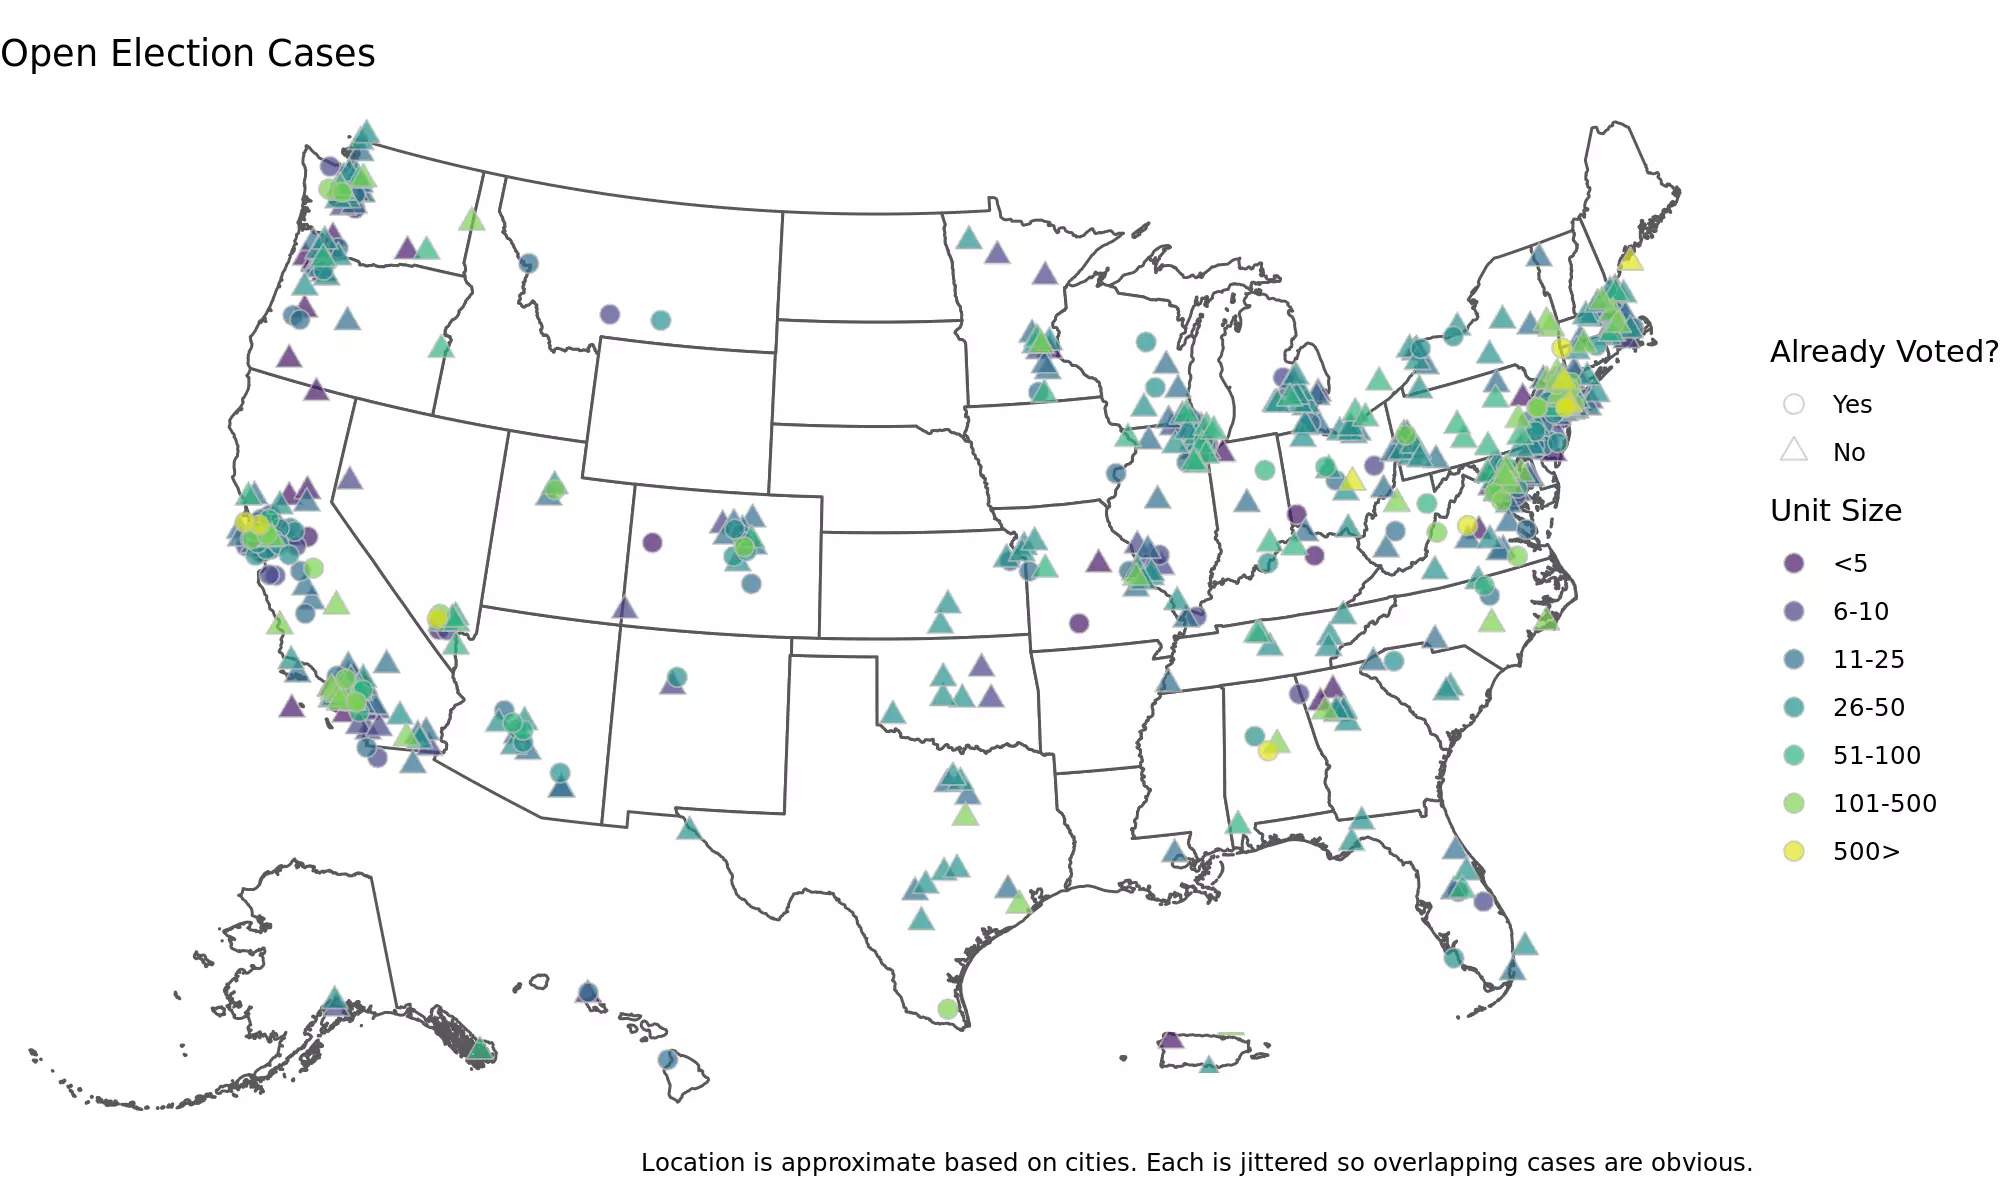 Open Election Cases
Already Voted?
Yes
No
Unit Size
<5
6-10
11-25
26-50
51-100
101-500
500>
Location is approximate based on cities. Each is jittered so overlapping cases are obvious.